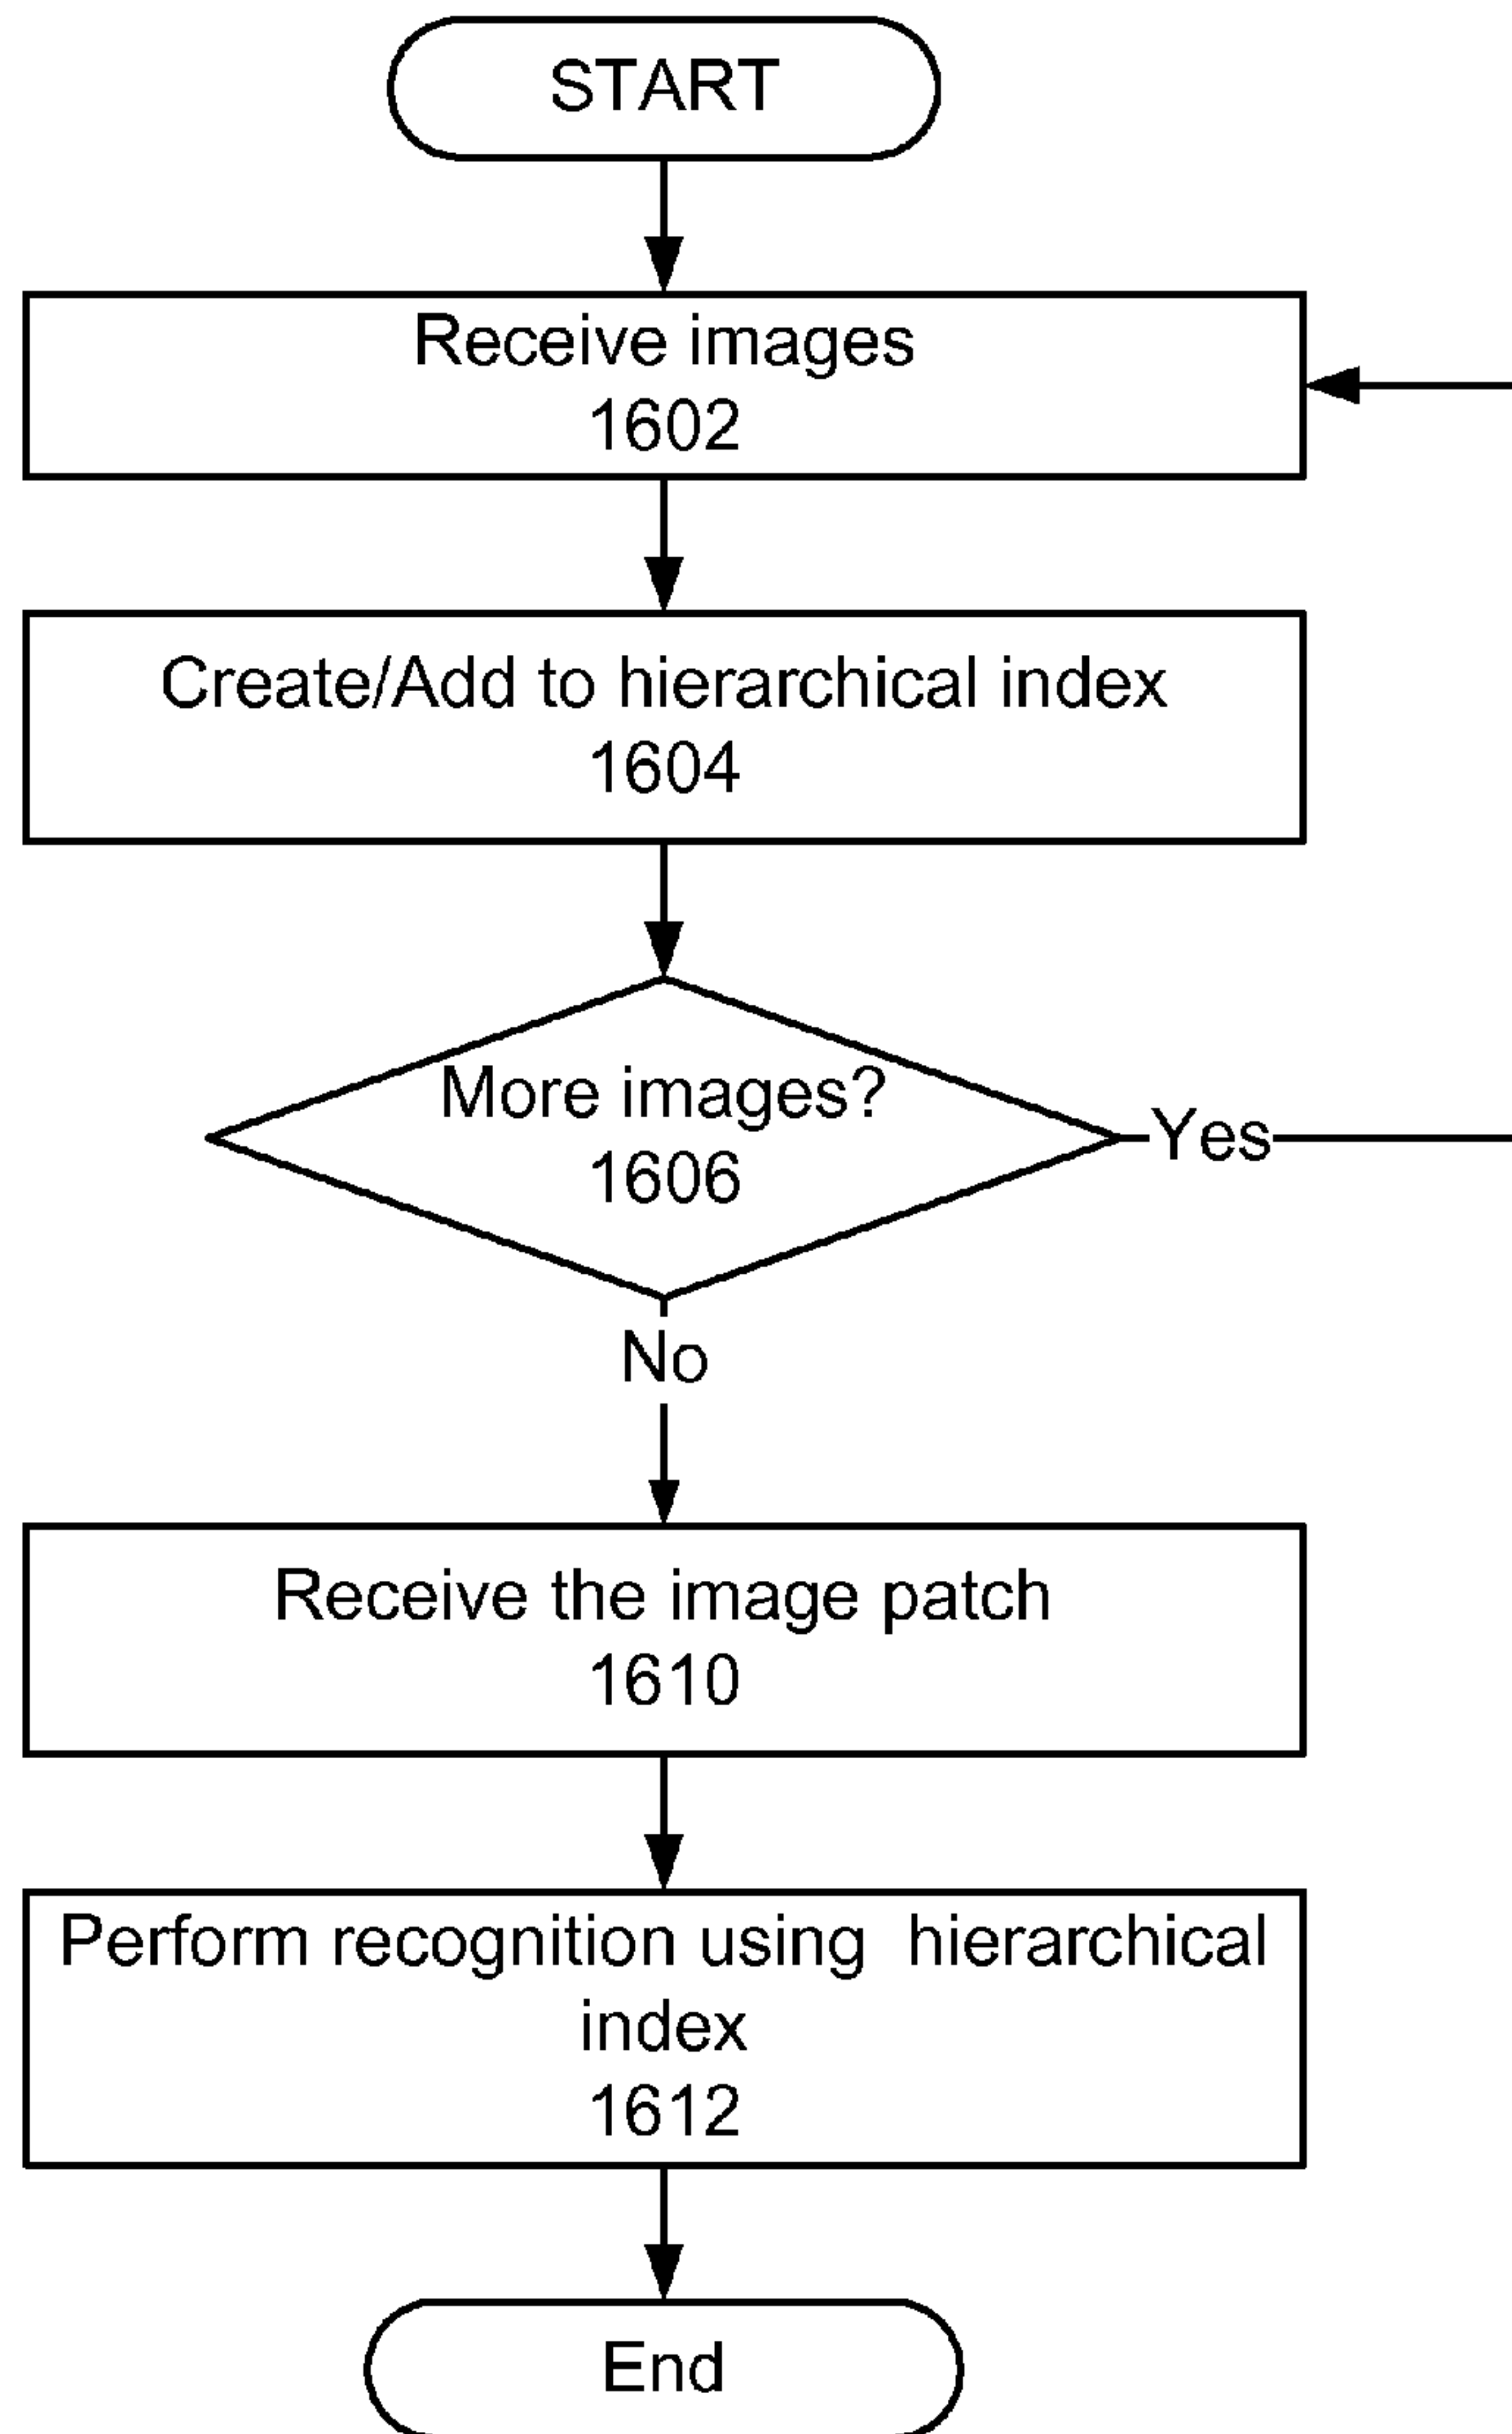 START
Receive images
1602
Create/Add to hierarchical index
1604
More images?
1606
Yes
No
Receive the image patch
1610
Perform recognition using hierarchical
index
1612
End